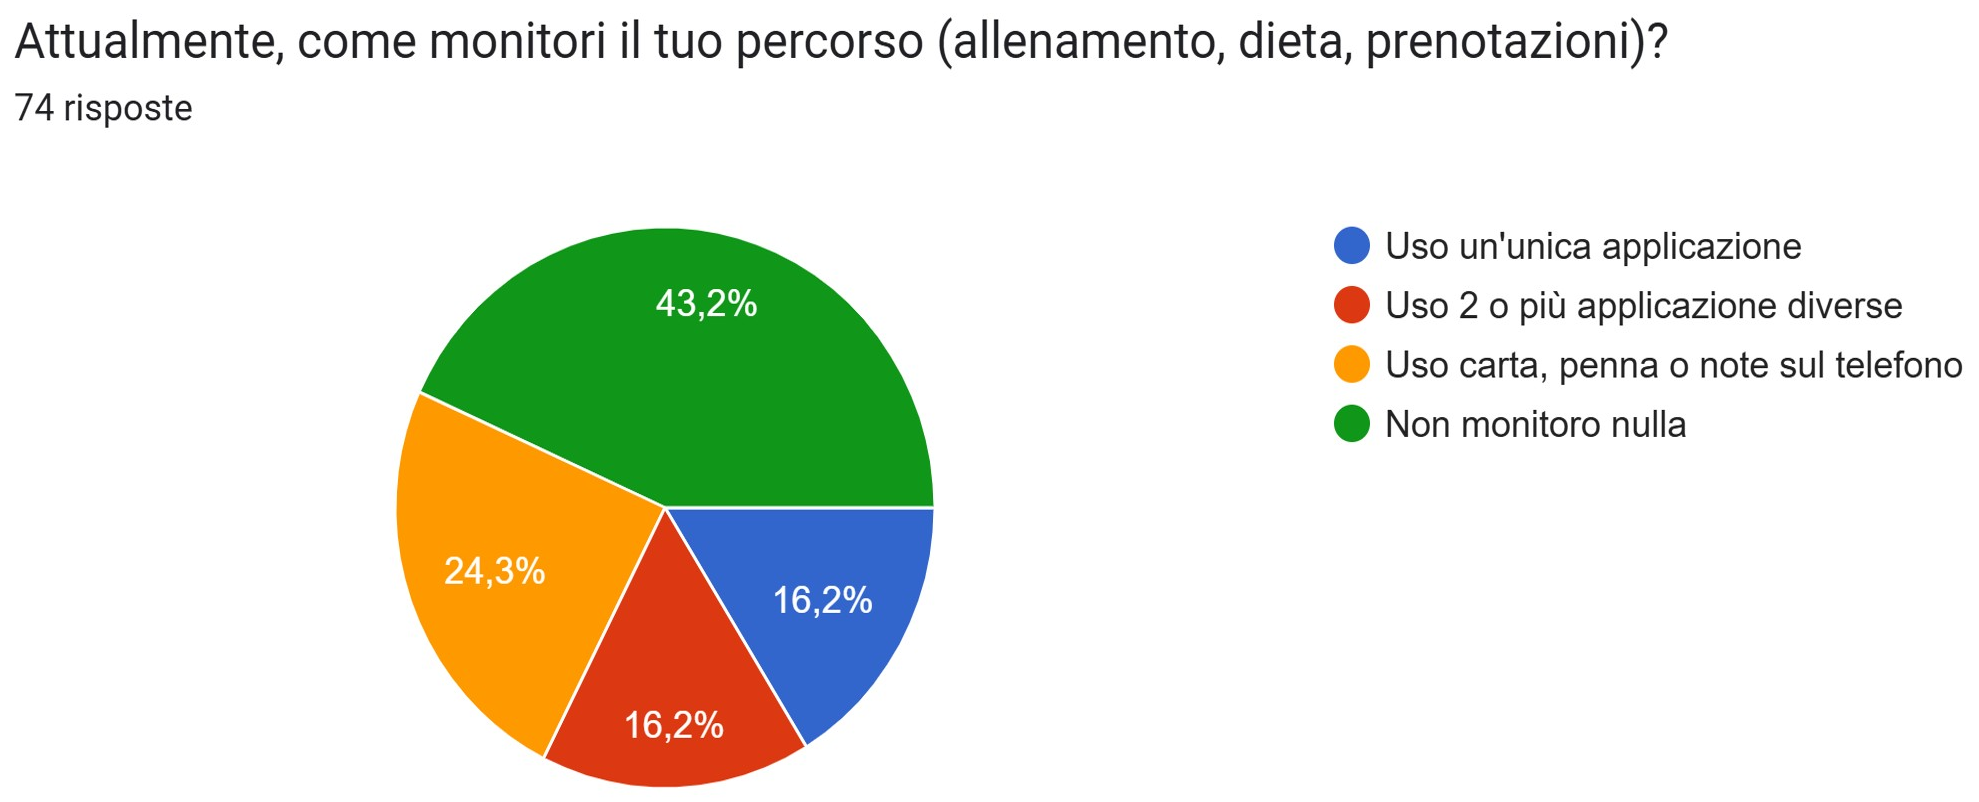 Attualmente, come monitori il tuo percorso (allenamento, dieta, prenotazioni)?
74 risposte
43,2%
24,3%
16,2%
16,2%
Uso un'unica applicazione
Uso 2 o più applicazione diverse
Uso carta, penna o note sul telefono
Non monitoro nulla